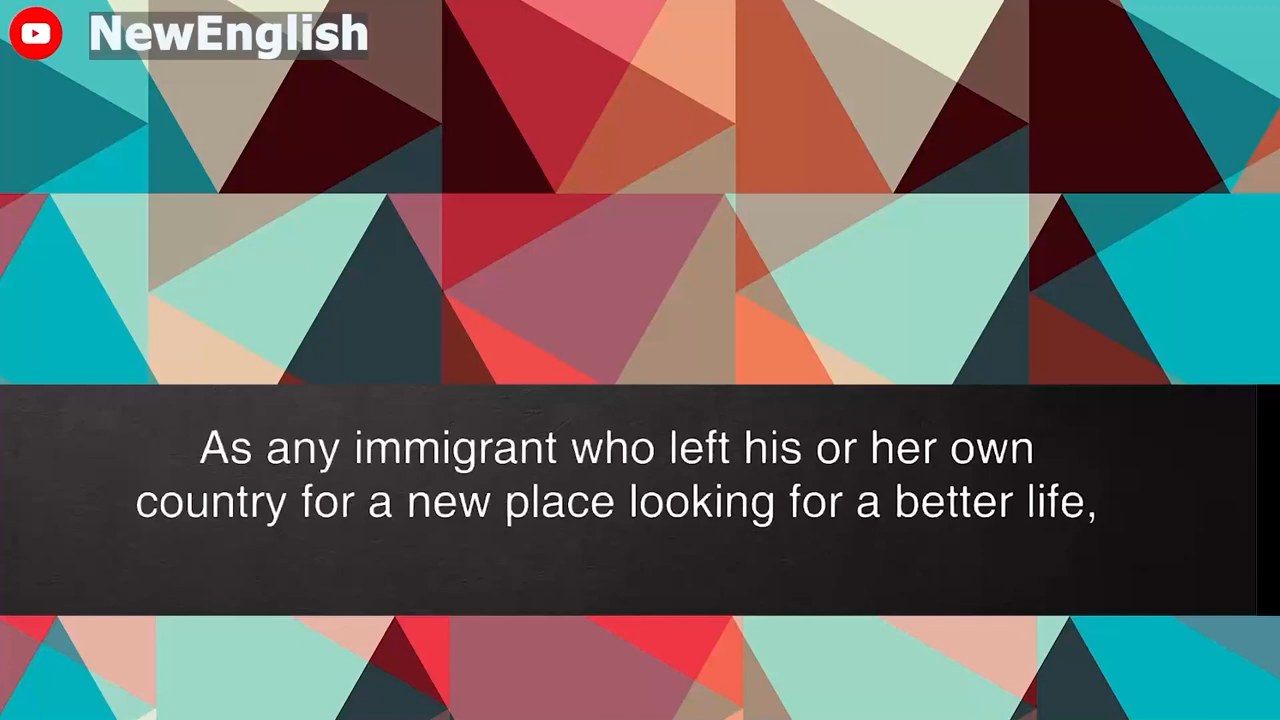 NewEnglish
As any immigrant who left his or her own
country for a new place looking for a better life,